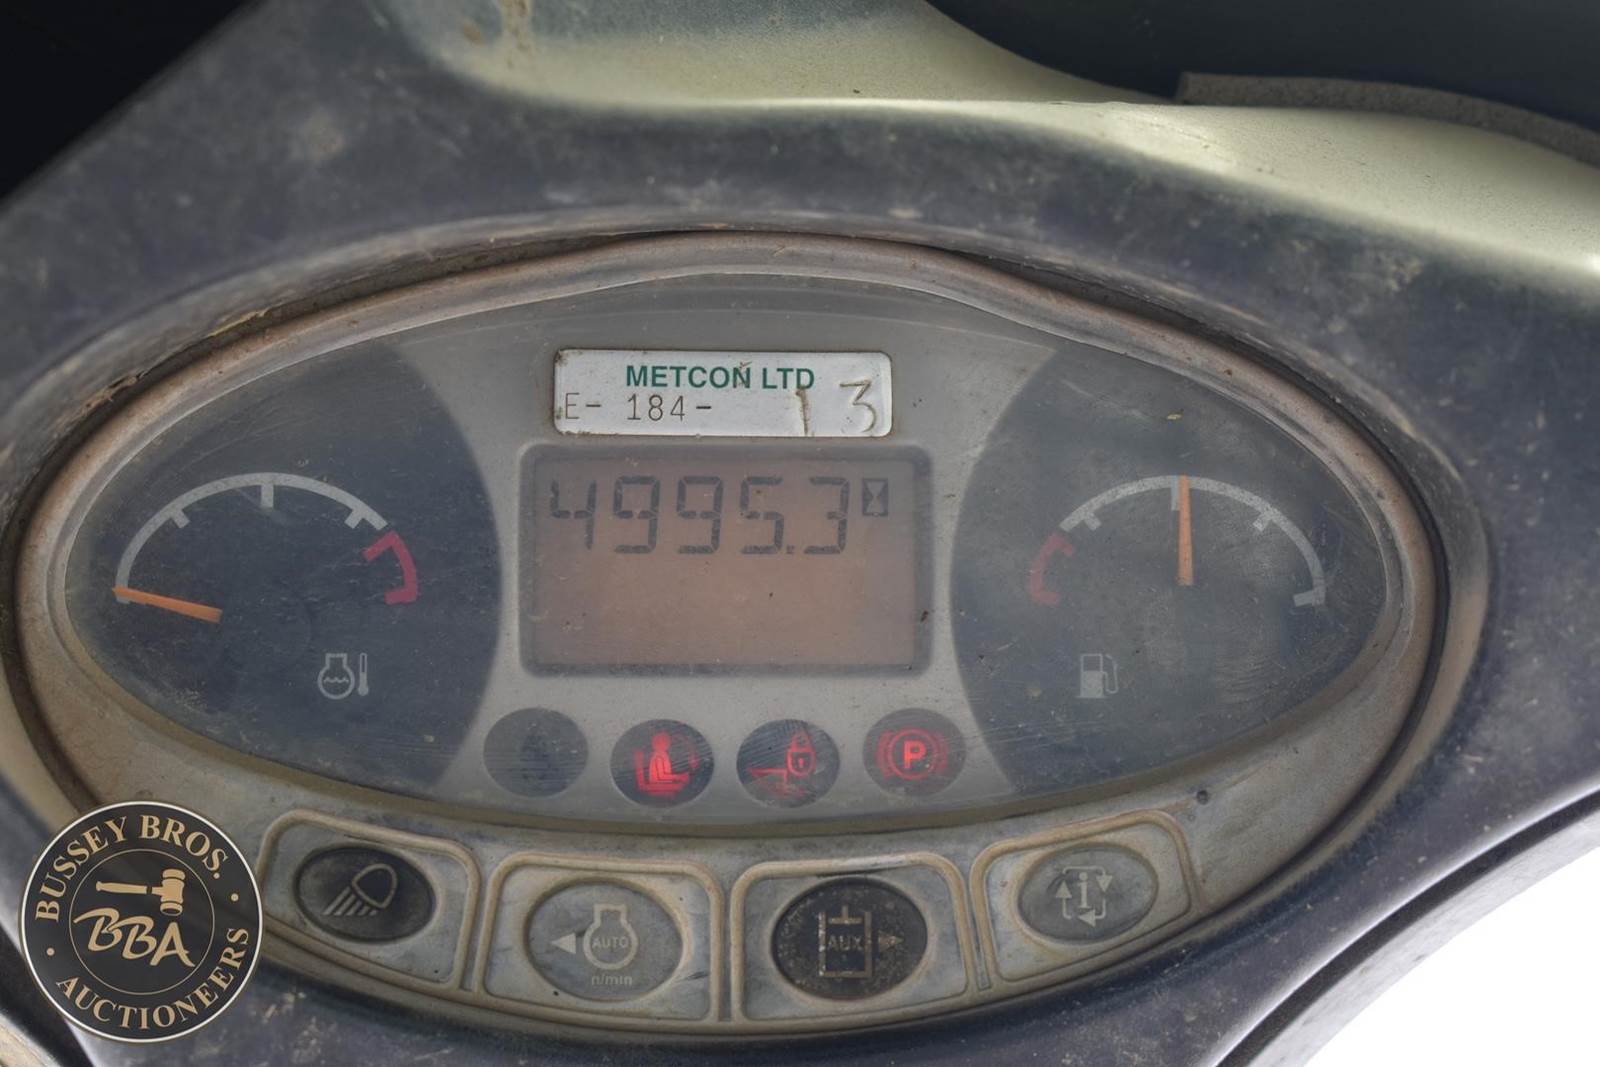 METCON LTD
E- 184- 13
4995.3
P
AUTO
n/min
AUX
i
BUSSEY BROS.
BBA
AUCTIONEERS